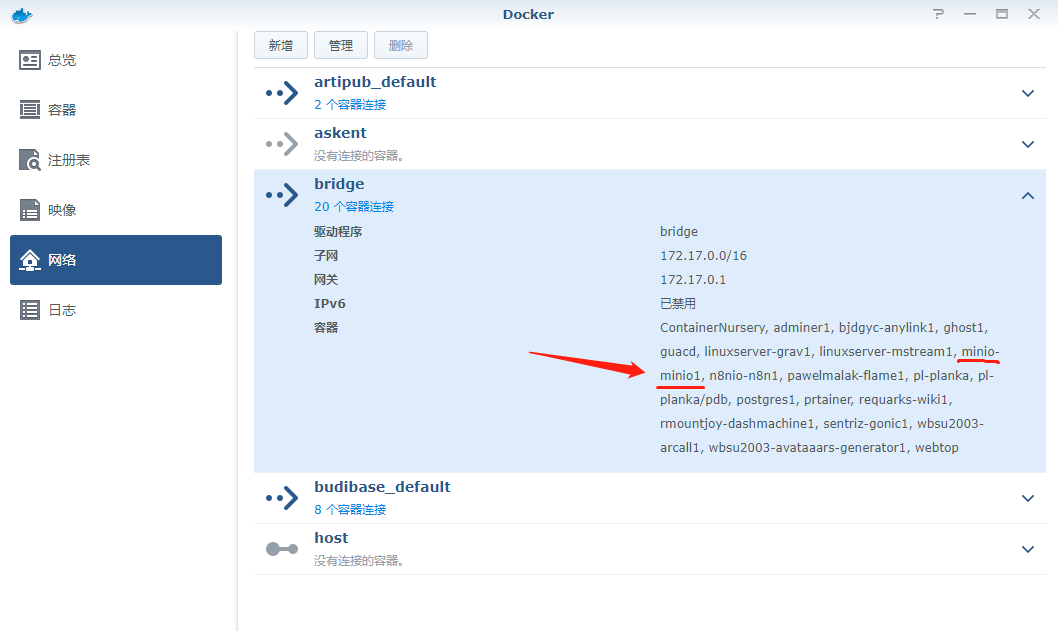 Docker
总览
容器
注册表
映像
网络
日志
新增 管理 删除
artipub_default
2 个容器连接
askent
没有连接的容器。
bridge
20 个容器连接
驱动程序 bridge
子网 172.17.0.0/16
网关 172.17.0.1
IPv6 已禁用
容器 ContainerNursery, adminer1, bjdgyc-anylink1, ghost1,
guacd, linuxserver-grav1, linuxserver-mstream1, minio-
minio1, n8nio-n8n1, pawelmalak-flame1, pl-planka, pl-
planka/pdb, postgres1, prtainer, requarks-wiki1,
rmountjoy-dashmachine1, sentriz-gonic1, wbsu2003-
arcall1, wbsu2003-avataaars-generator1, webtop
budibase_default
8 个容器连接
host
没有连接的容器。